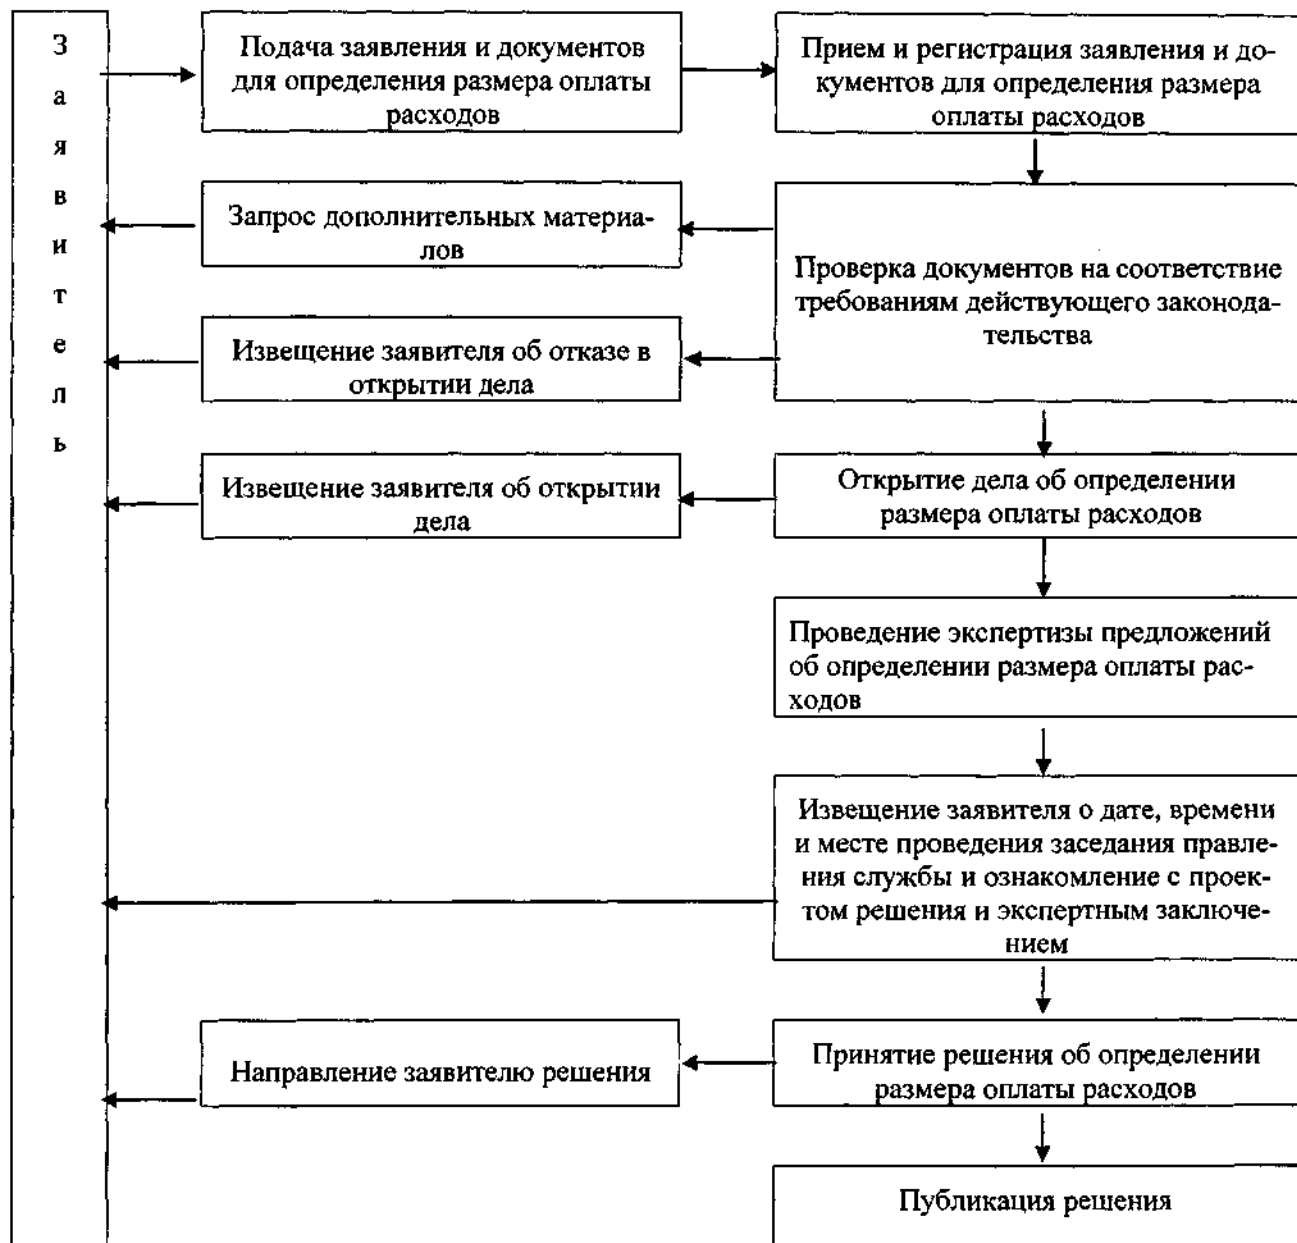 З
а
я
в
и
т
е
л
ь
Подача заявления и документов
для определения размера оплаты
расходов
Прием и регистрация заявления и до-
кументов для определения размера
оплаты расходов
Запрос дополнительных материа-
лов
Проверка документов на соответствие
требованиям действующего законода-
тельства
Извещение заявителя об отказе в
открытии дела
Извещение заявителя об открытии
дела
Открытие дела об определении
размера оплаты расходов
Проведение экспертизы предложений
об определении размера оплаты рас-
ходов
Извещение заявителя о дате, времени
и месте проведения заседания правле-
ния службы и ознакомление с проек-
том решения и экспертным заключе-
нием
Направление заявителю решения
Принятие решения об определении
размера оплаты расходов
Публикация решения